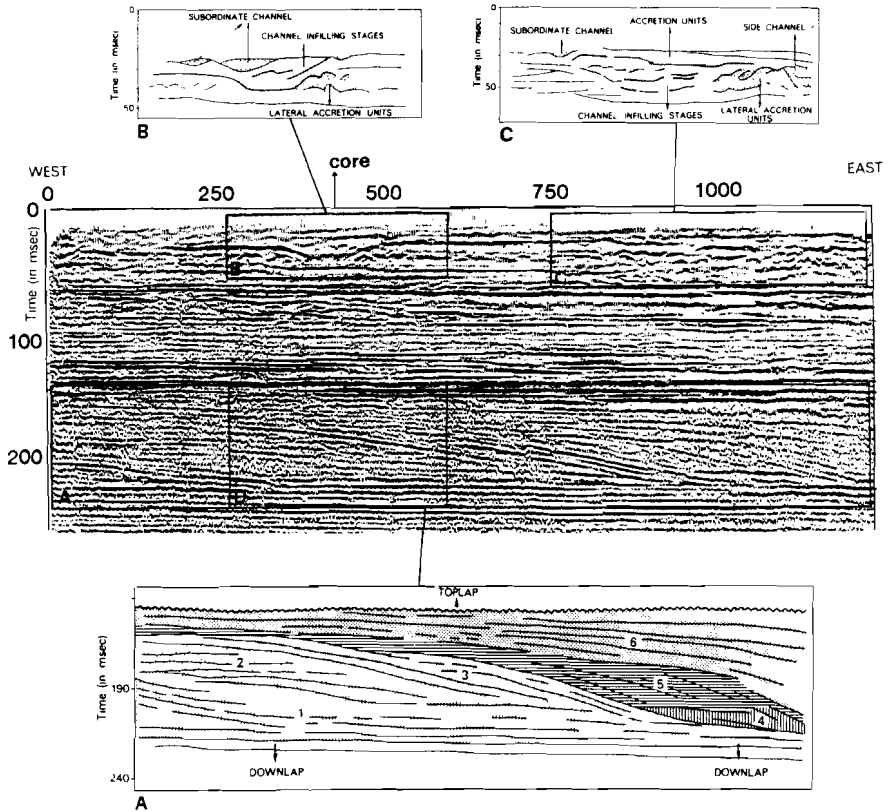 0
SUBORDINATE CHANNEL
CHANNEL INFILLING STAGES
Time (in msec)
50
LATERAL ACCRETION UNITS
B
0
SUBORDINATE CHANNEL
ACCRETION UNITS
SIDE CHANNEL
Time (in msec)
50
CHANNEL INFILLING STAGES
LATERAL ACCRETION
UNITS
C
WEST
core
EAST
0 250 500 750 1000
0
Time (in msec)
100
200
B
A
TOPLAP
Time (in msec)
190
240
1
2
3
4
5
6
DOWNLAP
DOWNLAP
A